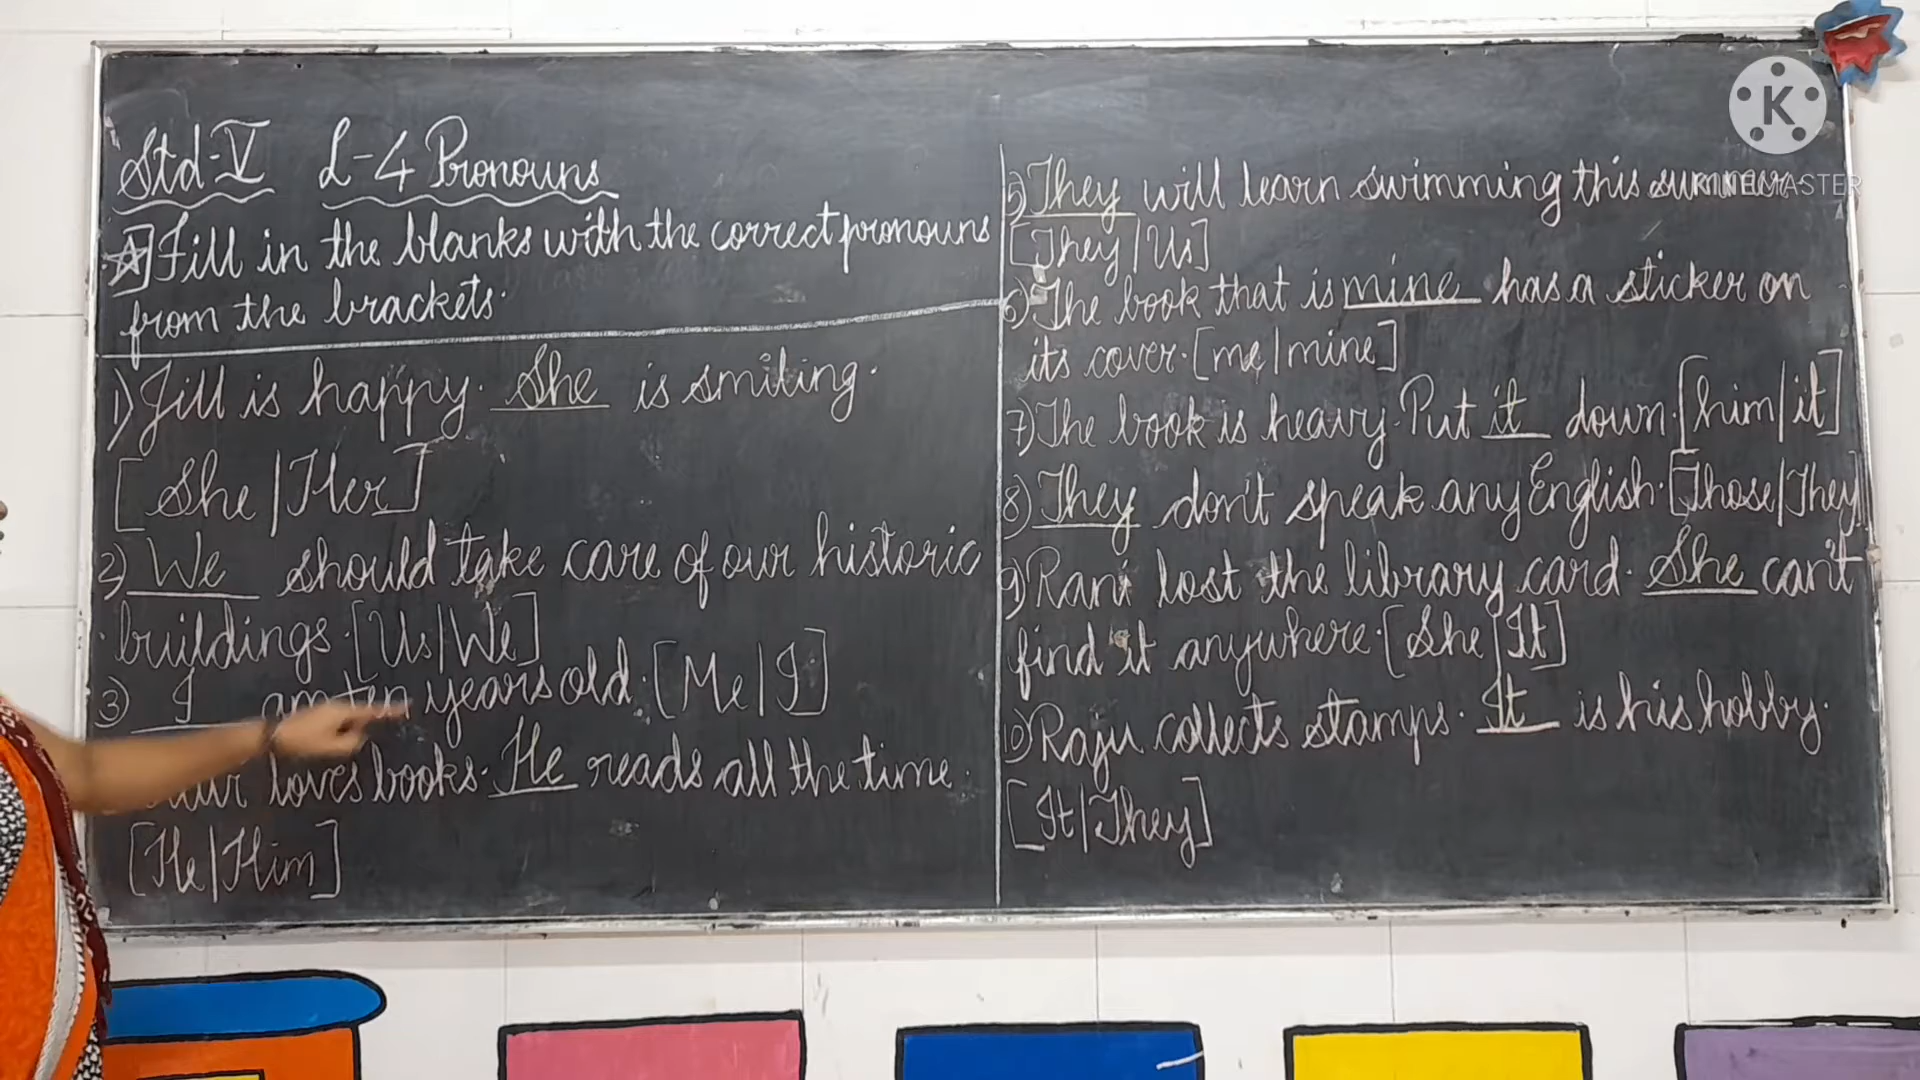 Std-V L-4 Pronouns
A Fill in the blanks with the correct pronouns
from the brackets.
1) Jill is happy. She is smiling.
[She/Her]
2) We should take care of our historic
buildings. [Us/We]
3) I am ten years old. [Me/I]
loves books. He reads all the time.
[He/Him]
5) They will learn swimming this summer.
[They/Us]
6) The book that is mine has a sticker on
its cover. [me/mine]
7) The book is heavy. Put it down. [him/it]
8) They don't speak any English. [Those/They]
9) Rani lost the library card. She can't
find it anywhere. [She/It]
10) Raju collects stamps. It is his hobby.
[It/They]
K
KINEMASTER